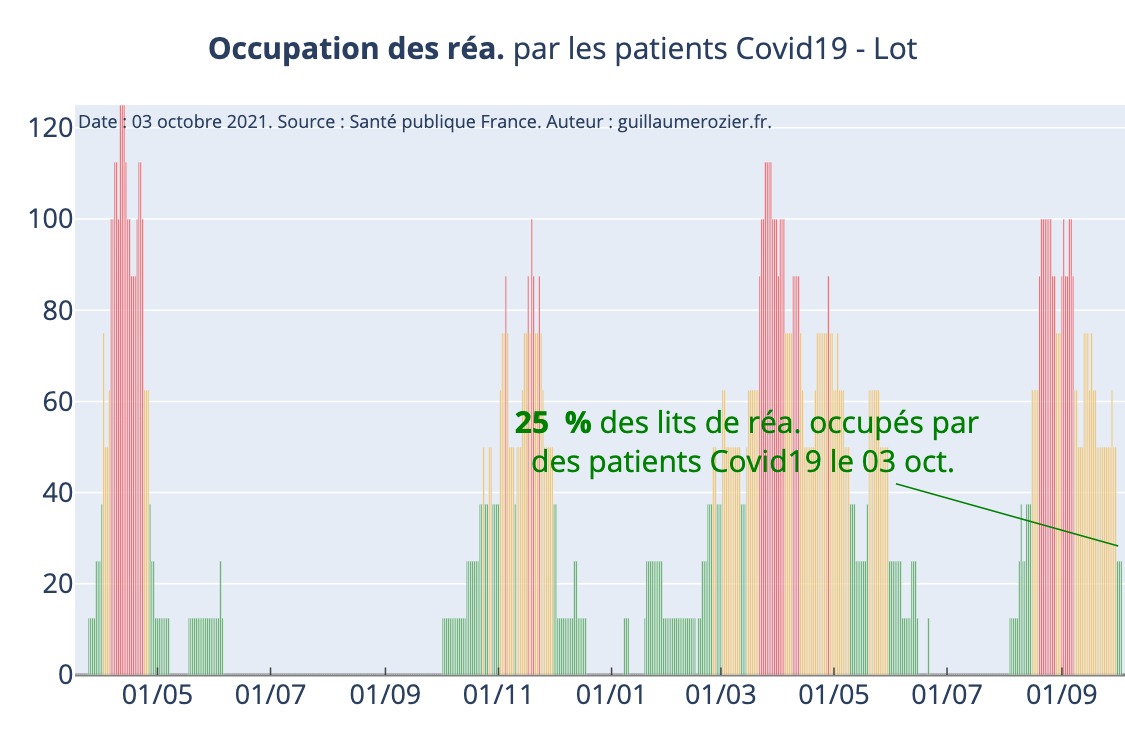 Occupation des réa. par les patients Covid19 - Lot
120
Date : 03 octobre 2021. Source : Santé publique France. Auteur : guillaumerozier.fr.
100
80
60
25  % des lits de réa. occupés par
des patients Covid19 le 03 oct.
40
20
0
01/05 01/07 01/09 01/11 01/01 01/03 01/05 01/07 01/09